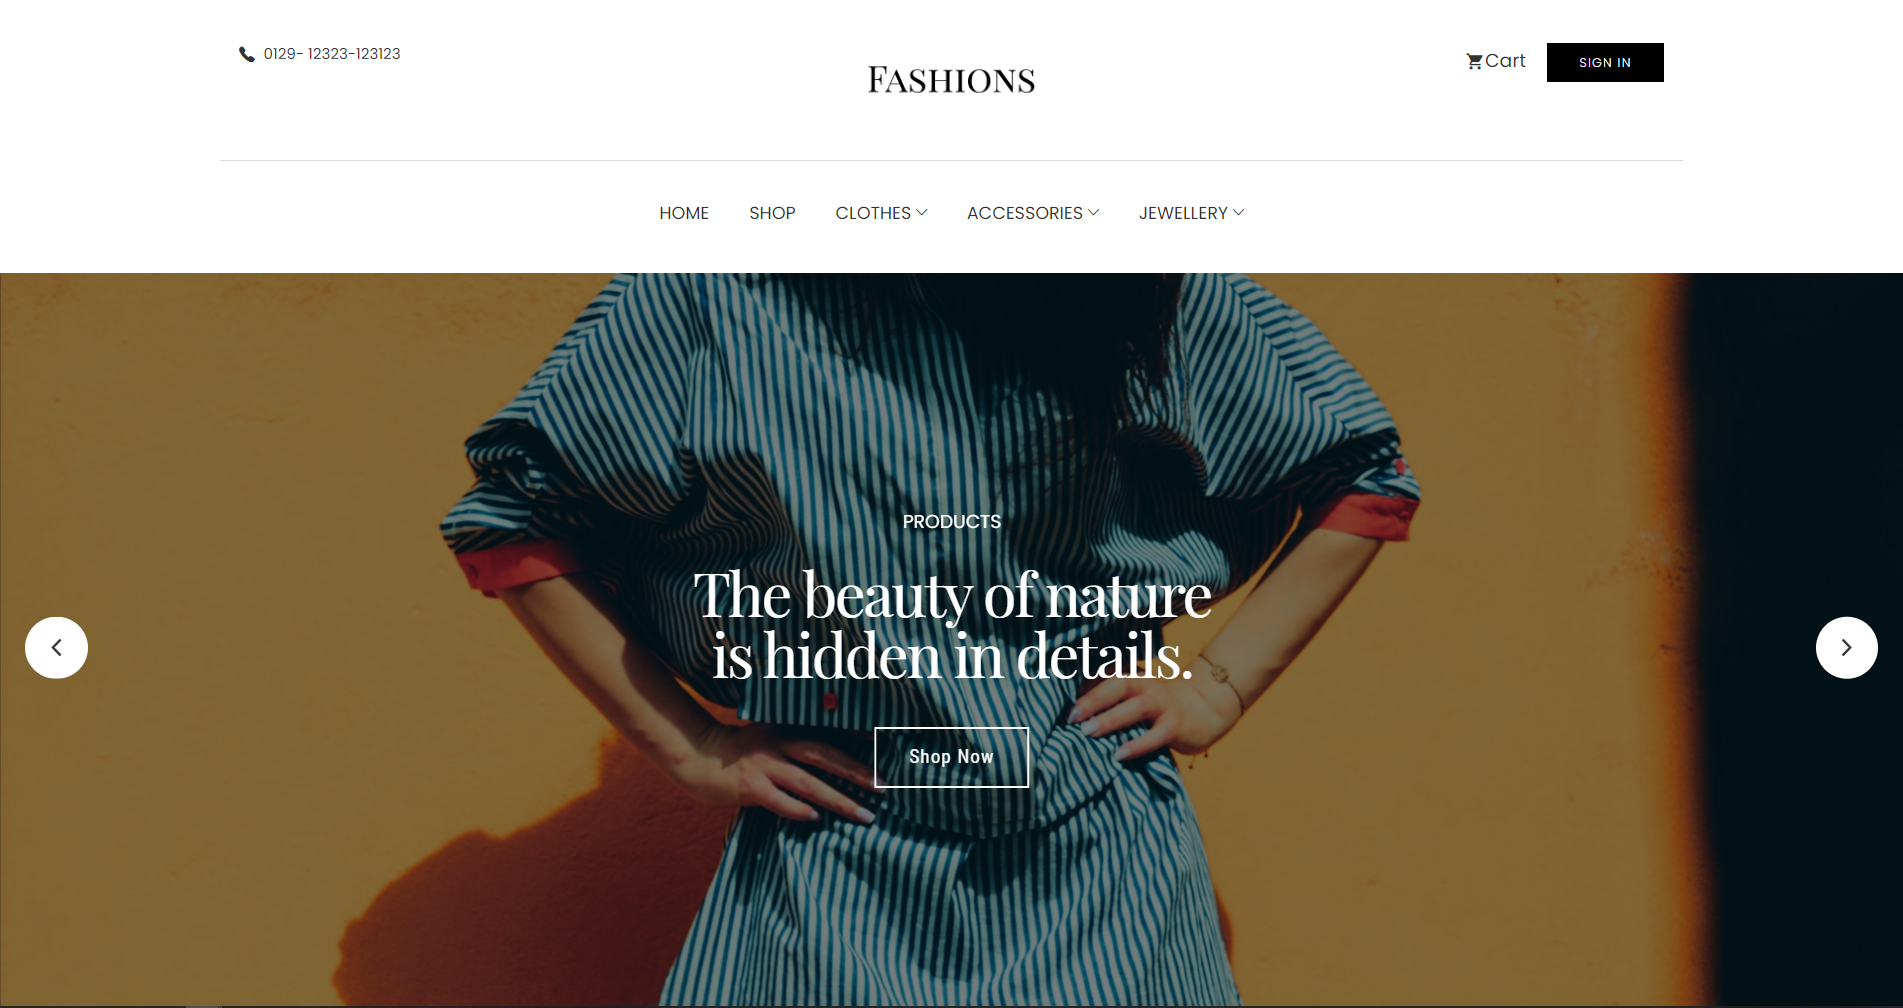 0129- 12323-123123
FASHIONS
Cart
SIGN IN
HOME SHOP CLOTHES ACCESSORIES JEWELLERY
PRODUCTS
The beauty of nature
is hidden in details.
Shop Now